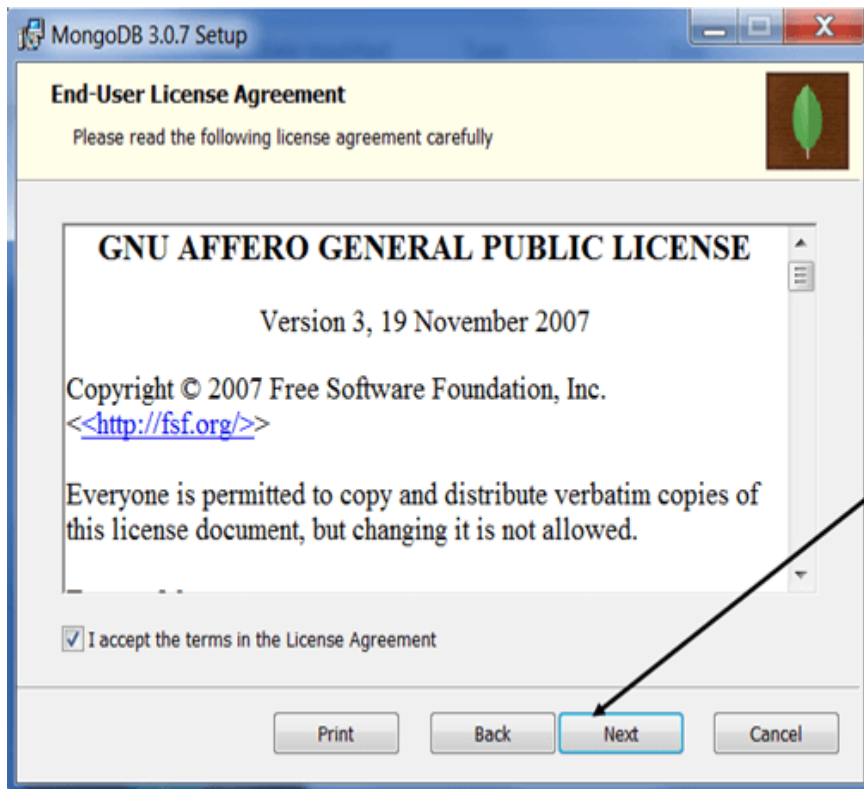 MongoDB 3.0.7 Setup
End-User License Agreement
Please read the following license agreement carefully
GNU AFFERO GENERAL PUBLIC LICENSE
Version 3, 19 November 2007
Copyright © 2007 Free Software Foundation, Inc.
<<http://fsf.org/>>
Everyone is permitted to copy and distribute verbatim copies of
this license document, but changing it is not allowed.
I accept the terms in the License Agreement
Print Back Next Cancel